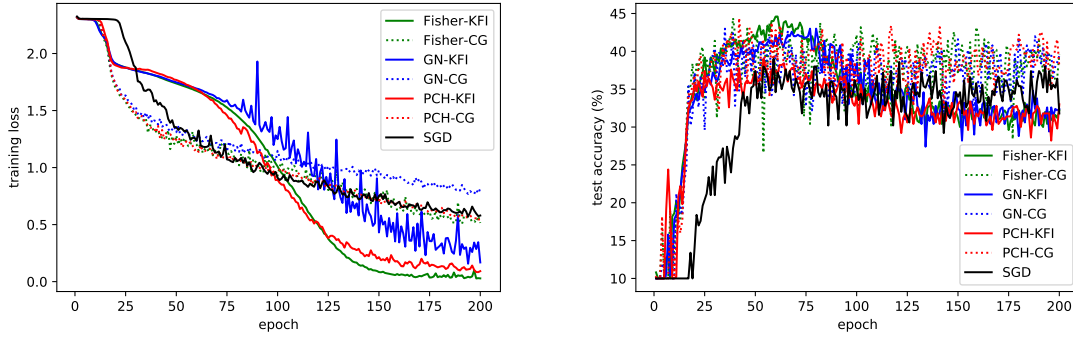 training loss
2.0
1.5
1.0
0.5
0.0
0
25
50
75
100
125
150
175
200
epoch
Fisher-KFI
Fisher-CG
GN-KFI
GN-CG
PCH-KFI
PCH-CG
SGD
test accuracy (%)
45
40
35
30
25
20
15
10
0
25
50
75
100
125
150
175
200
epoch
Fisher-KFI
Fisher-CG
GN-KFI
GN-CG
PCH-KFI
PCH-CG
SGD